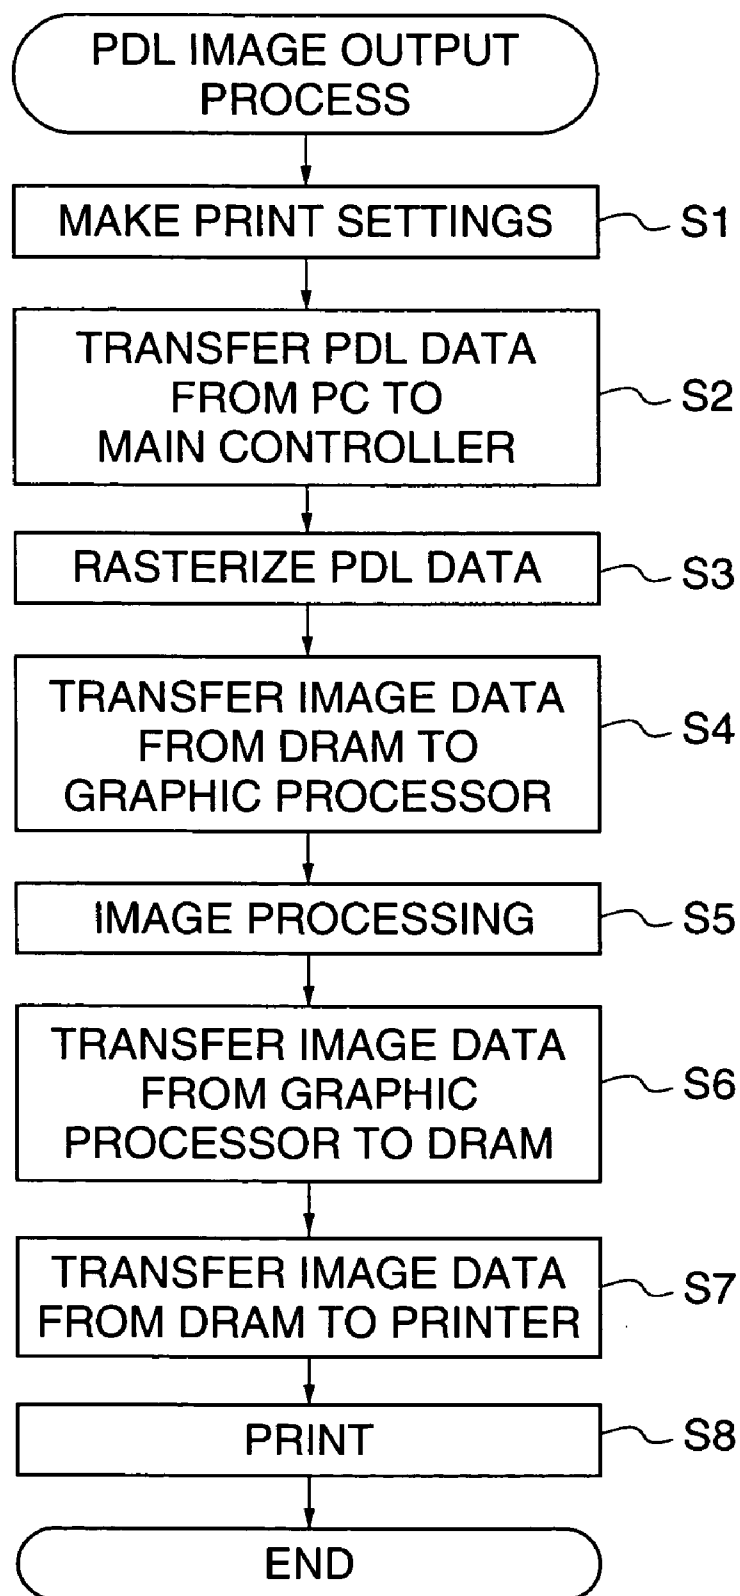 PDL IMAGE OUTPUT
PROCESS
MAKE PRINT SETTINGS
S1
TRANSFER PDL DATA
FROM PC TO
MAIN CONTROLLER
S2
RASTERIZE PDL DATA
S3
TRANSFER IMAGE DATA
FROM DRAM TO
GRAPHIC PROCESSOR
S4
IMAGE PROCESSING
S5
TRANSFER IMAGE DATA
FROM GRAPHIC
PROCESSOR TO DRAM
S6
TRANSFER IMAGE DATA
FROM DRAM TO PRINTER
S7
PRINT
S8
END